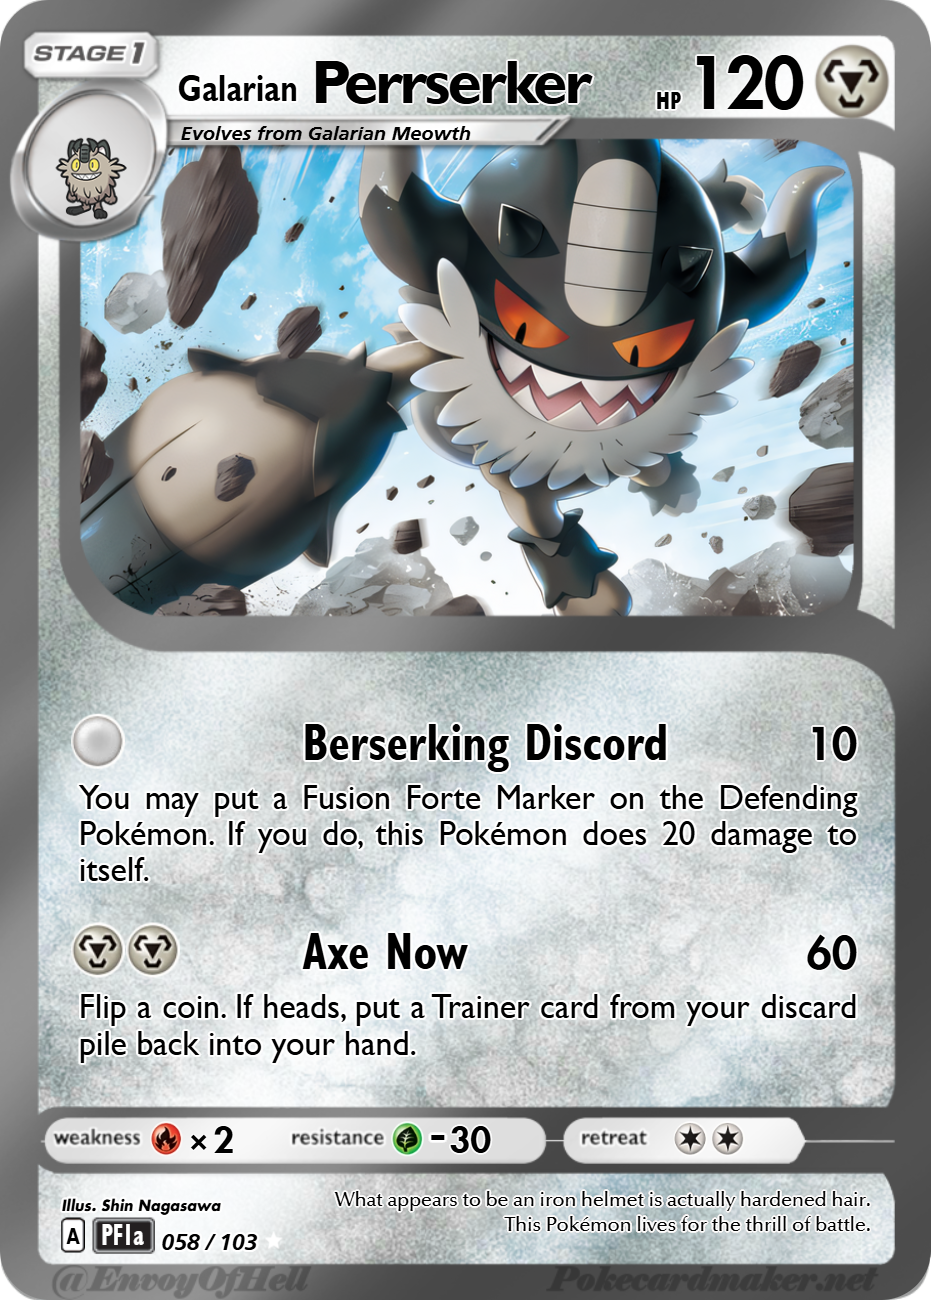 STAGE 1
Galarian Perrserker HP 120
Evolves from Galarian Meowth
Berserking Discord 10
You may put a Fusion Forte Marker on the Defending
Pokémon. If you do, this Pokémon does 20 damage to
itself.
Axe Now 60
Flip a coin. If heads, put a Trainer card from your discard
pile back into your hand.
weakness ×2 resistance -30 retreat
Illus. Shin Nagasawa
What appears to be an iron helmet is actually hardened hair.
This Pokémon lives for the thrill of battle.
A PF1a 058 / 103
@EnvoyOfHell Pokecardmaker.net